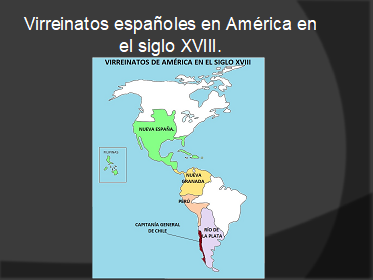 Virreinatos españoles en América en
el siglo XVIII.
VIRREINATOS DE AMÉRICA EN EL SIGLO XVIII
NUEVA ESPAÑA.
FILIPINAS
NUEVA
GRANADA
PERÚ
CAPITANÍA GENERAL
DE CHILE
RÍO DE
LA PLATA